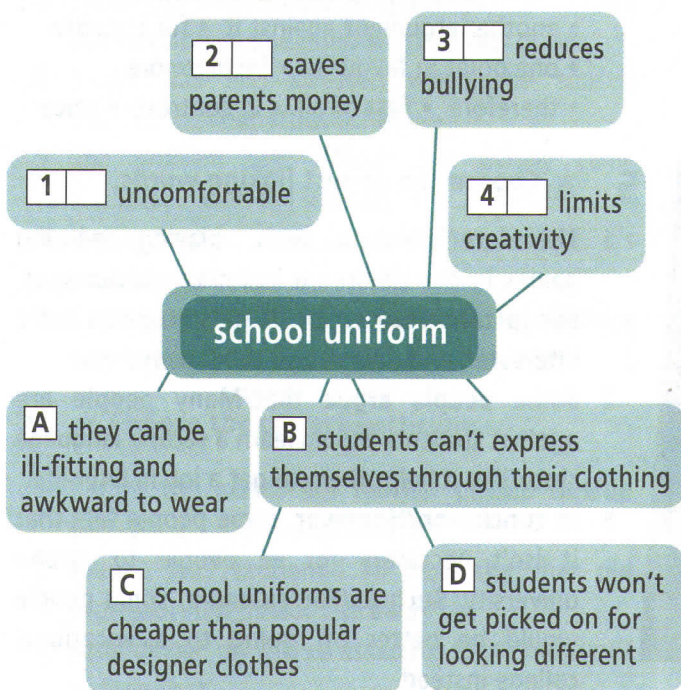 2 saves
parents money
3 reduces
bullying
1 uncomfortable
4 limits
creativity
school uniform
A they can be
ill-fitting and
awkward to wear
B students can't express
themselves through their clothing
C school uniforms are
cheaper than popular
designer clothes
D students won't
get picked on for
looking different